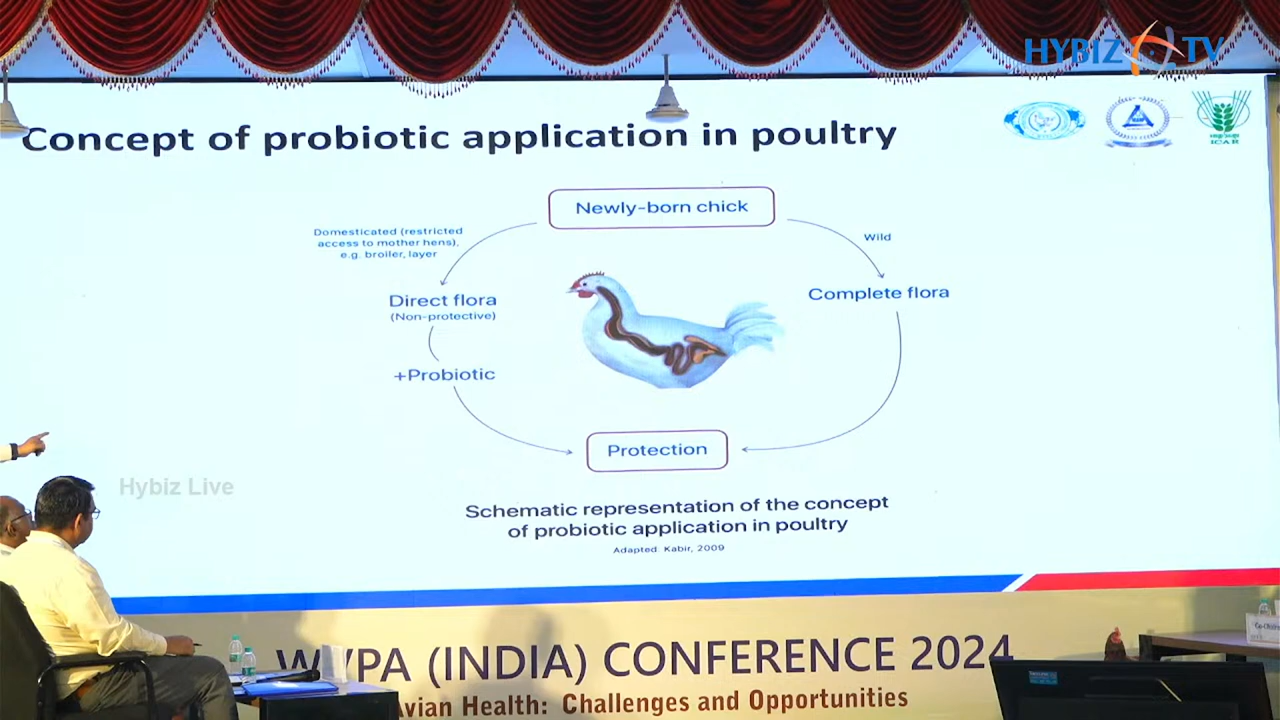 HYBIZ TV
Concept of probiotic application in poultry
ICAR
Newly-born chick
Domesticated (restricted
access to mother hens),
e.g. broiler, layer
Wild
Direct flora
(Non-protective)
Complete flora
+Probiotic
Protection
Hybiz Live
Schematic representation of the concept
of probiotic application in poultry
Adapted: Kabir, 2009
PA (INDIA) CONFERENCE 2024
Avian Health: Challenges and Opportunities